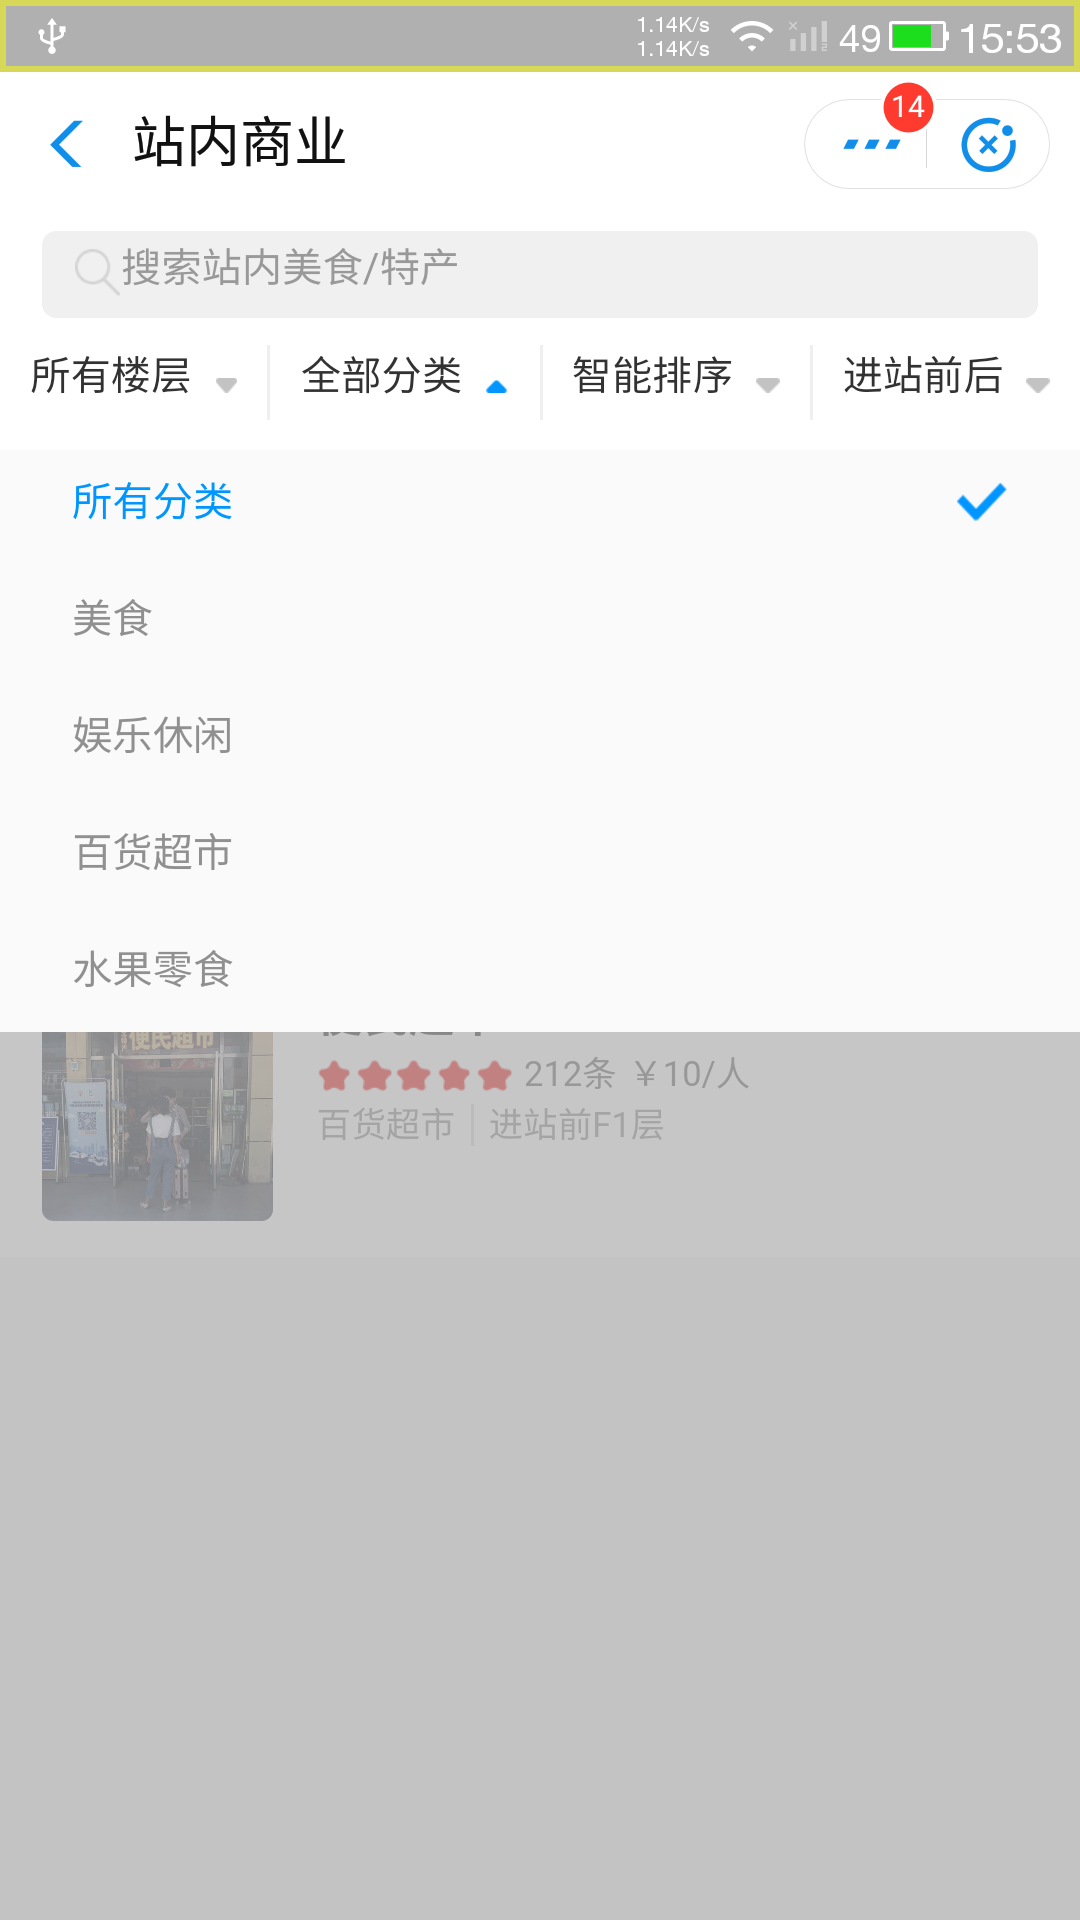 1.14K/s
1.14K/s
49
15:53
站内商业
14
搜索站内美食/特产
所有楼层
全部分类
智能排序
进站前后
所有分类
美食
娱乐休闲
百货超市
水果零食
便民超市
212条 ￥10/人
百货超市 进站前F1层